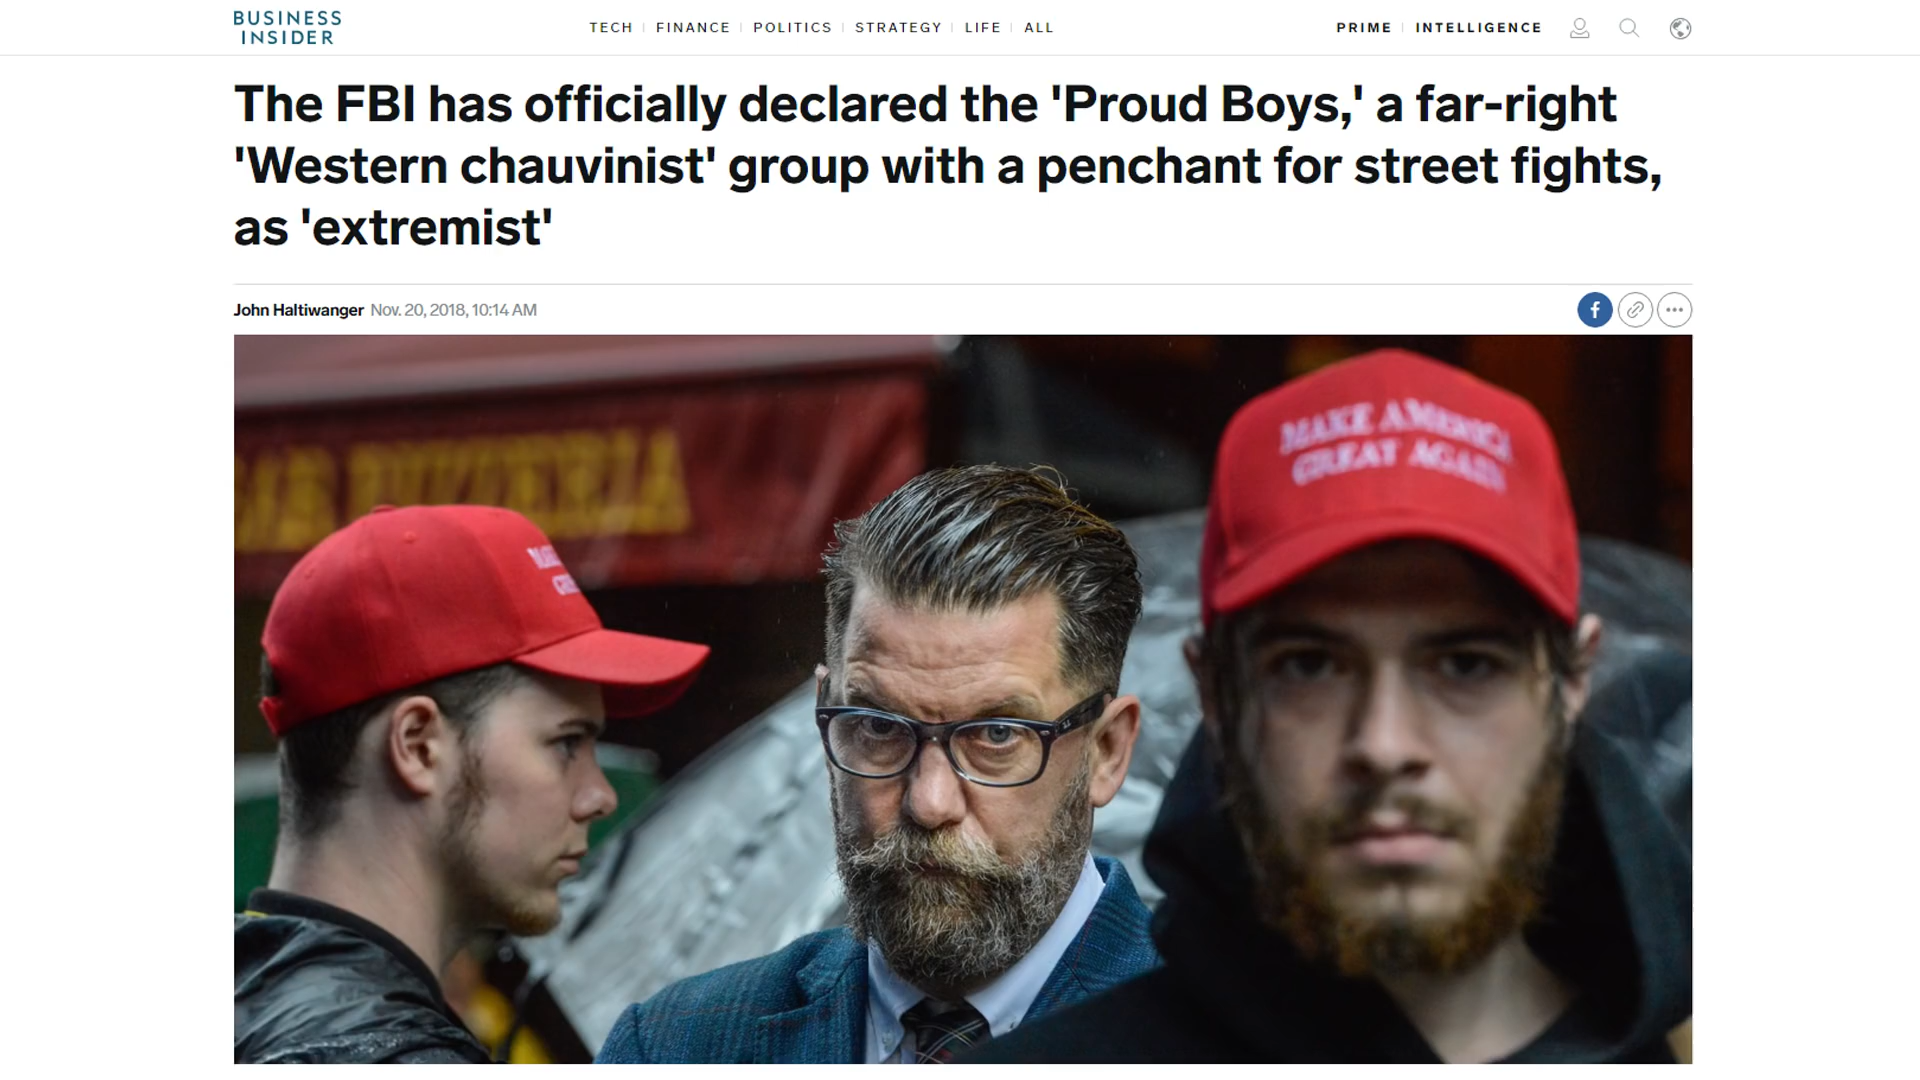 BUSINESS
INSIDER
TECH FINANCE POLITICS STRATEGY LIFE ALL
PRIME INTELLIGENCE
The FBI has officially declared the 'Proud Boys,' a far-right
'Western chauvinist' group with a penchant for street fights,
as 'extremist'
John Haltiwanger Nov. 20, 2018, 10:14 AM
f
MAKE AMERICA
GREAT AGAIN